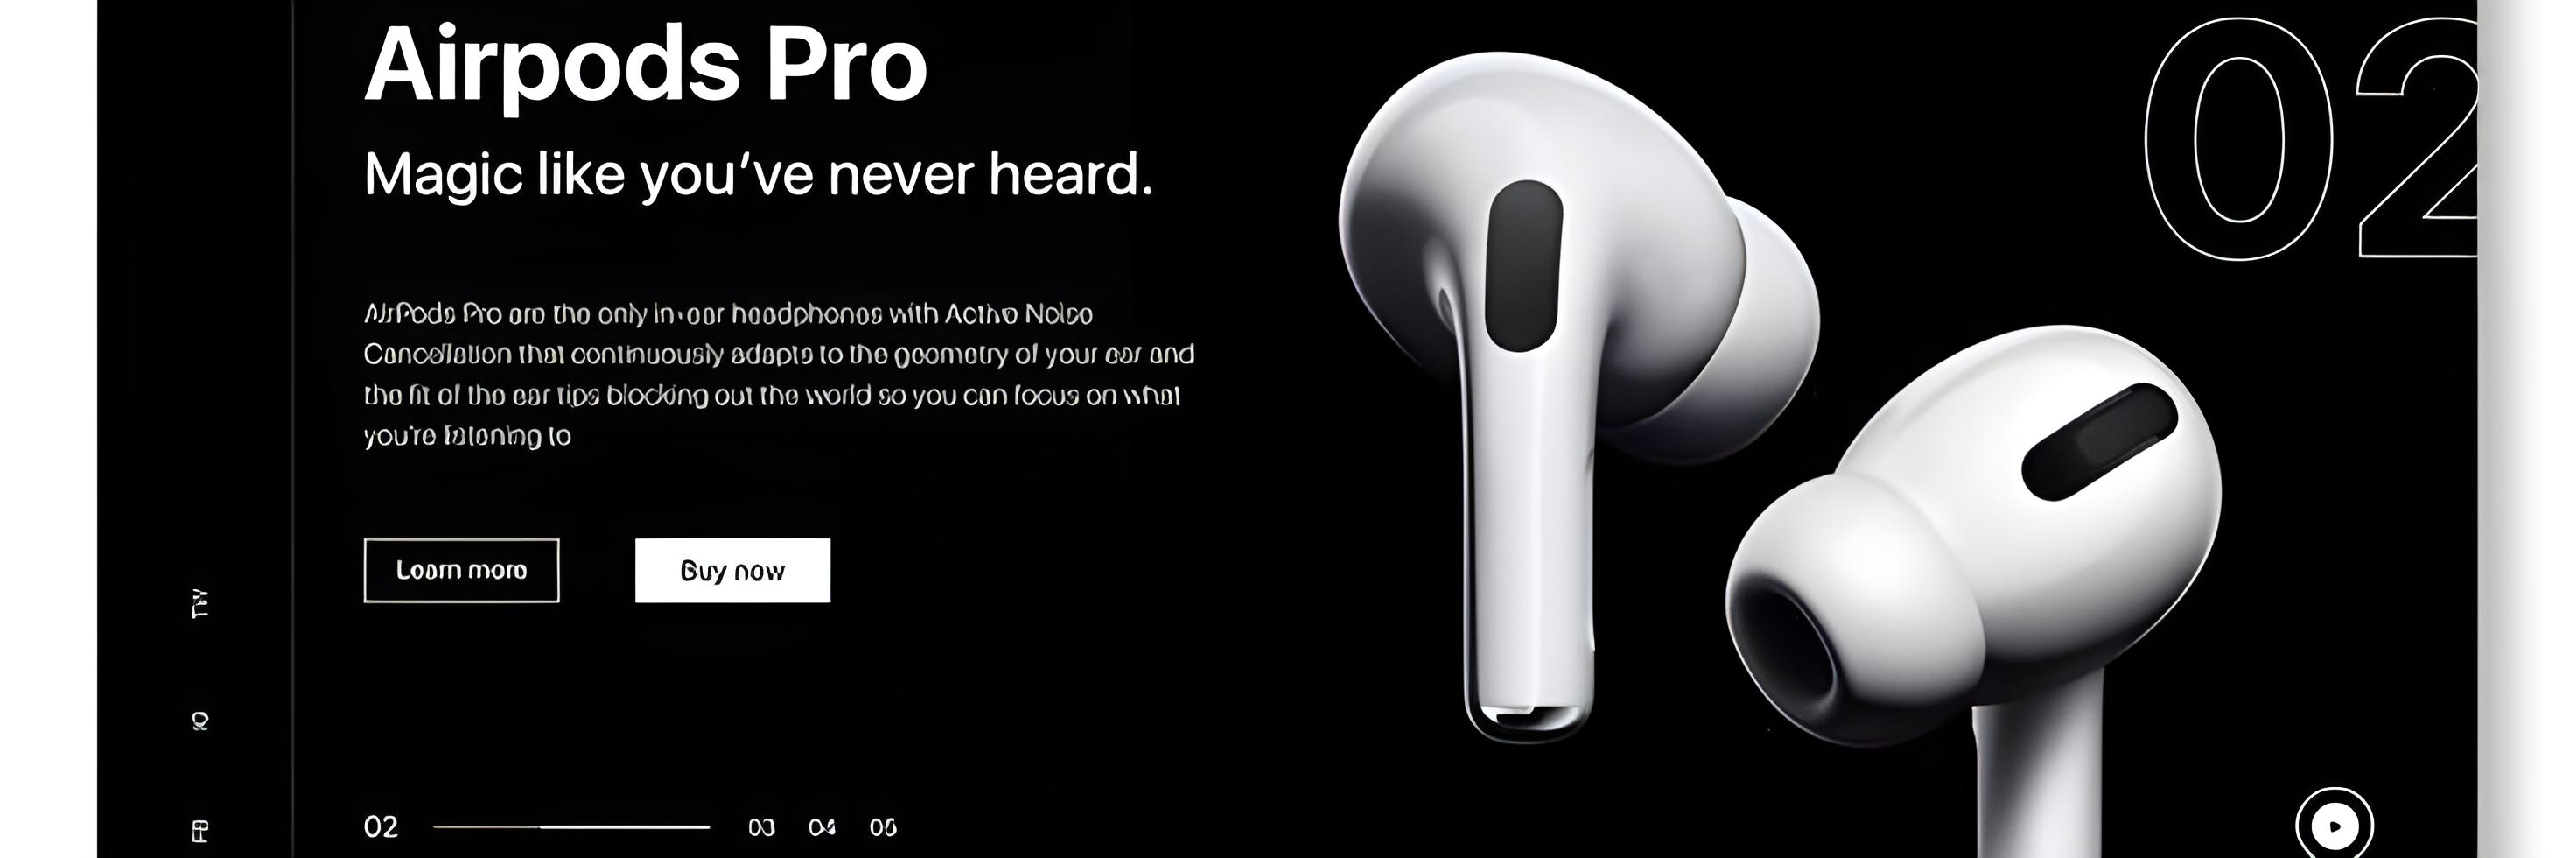 Airpods Pro
02
Magic like you've never heard.
AirPods Pro are the only in-ear headphones with Active Noise
Cancellation that continuously adapts to the geometry of your ear and
the fit of the ear tips blocking out the world so you can focus on what
you're listening to
Learn more
Buy now
TW
FB
02
03
04